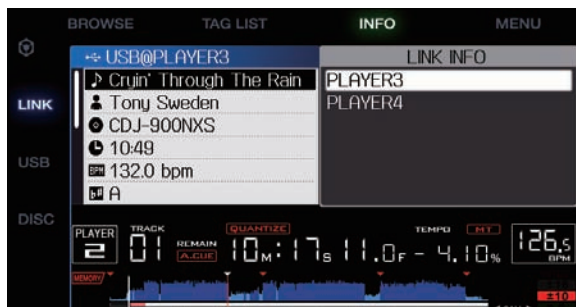 BROWSE TAG LIST INFO MENU
USB@PLAYER3 LINK INFO
Cryin' Through The Rain PLAYER3
LINK Tony Sweden PLAYER4
CDJ-900NXS
10:49
USB BPM 132.0 bpm
A
DISC
PLAYER TRACK QUANTIZE TEMPO MT
2 01 REMAIN A.CUE 10M:17S11.0F -4.10% 126.5 BPM
MEMORY
±10